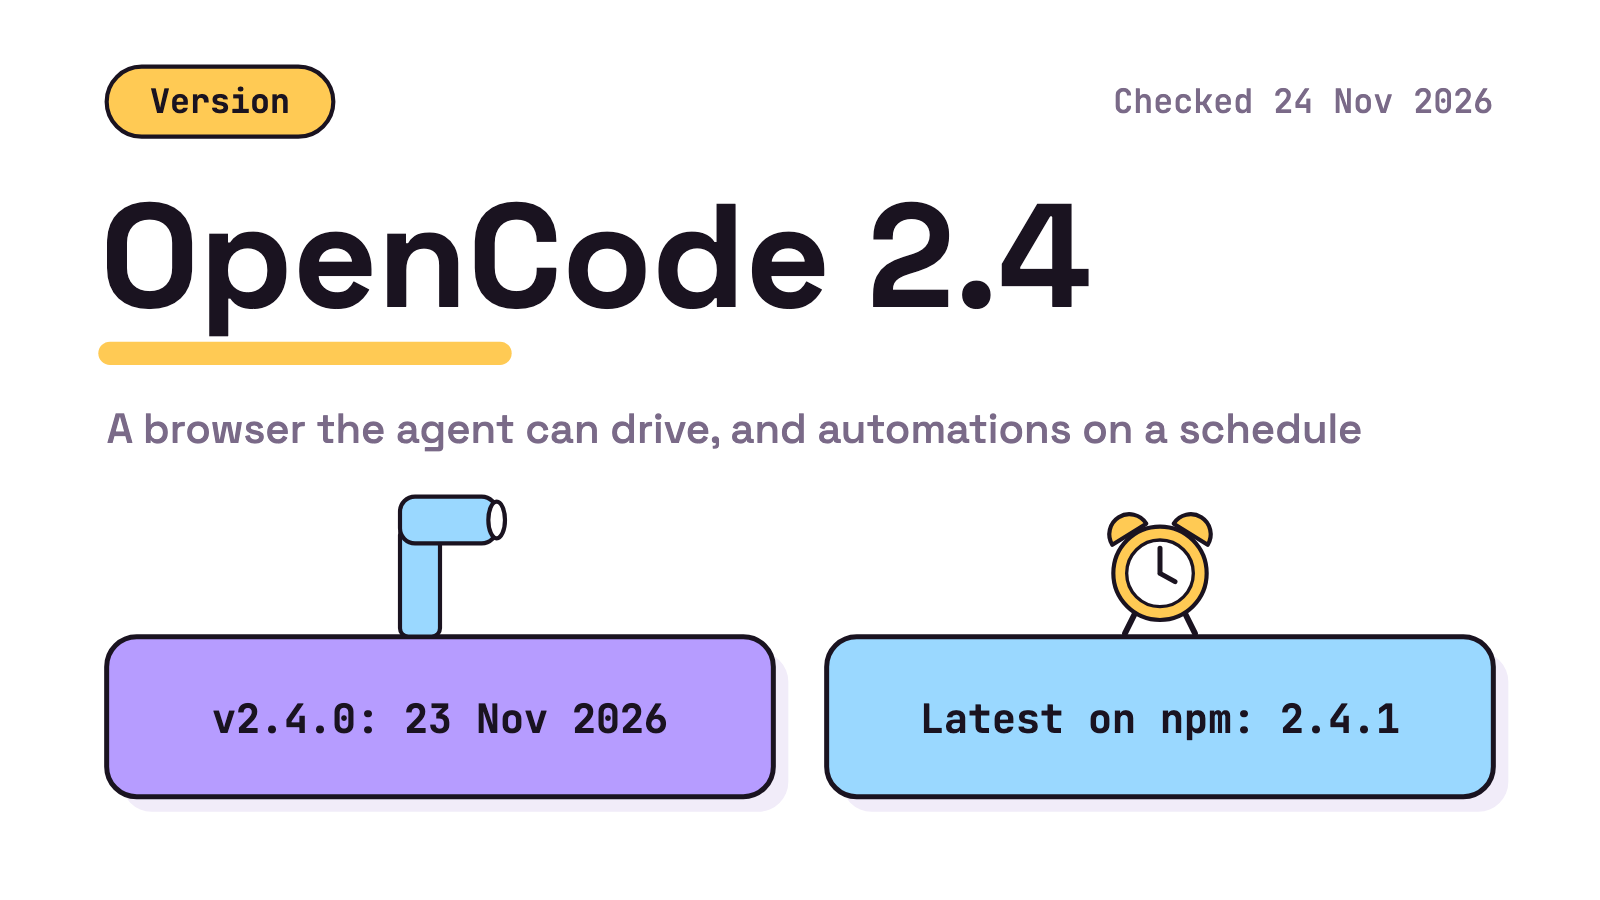 Version
Checked 24 Nov 2026
OpenCode 2.4
A browser the agent can drive, and automations on a schedule
v2.4.0: 23 Nov 2026
Latest on npm: 2.4.1